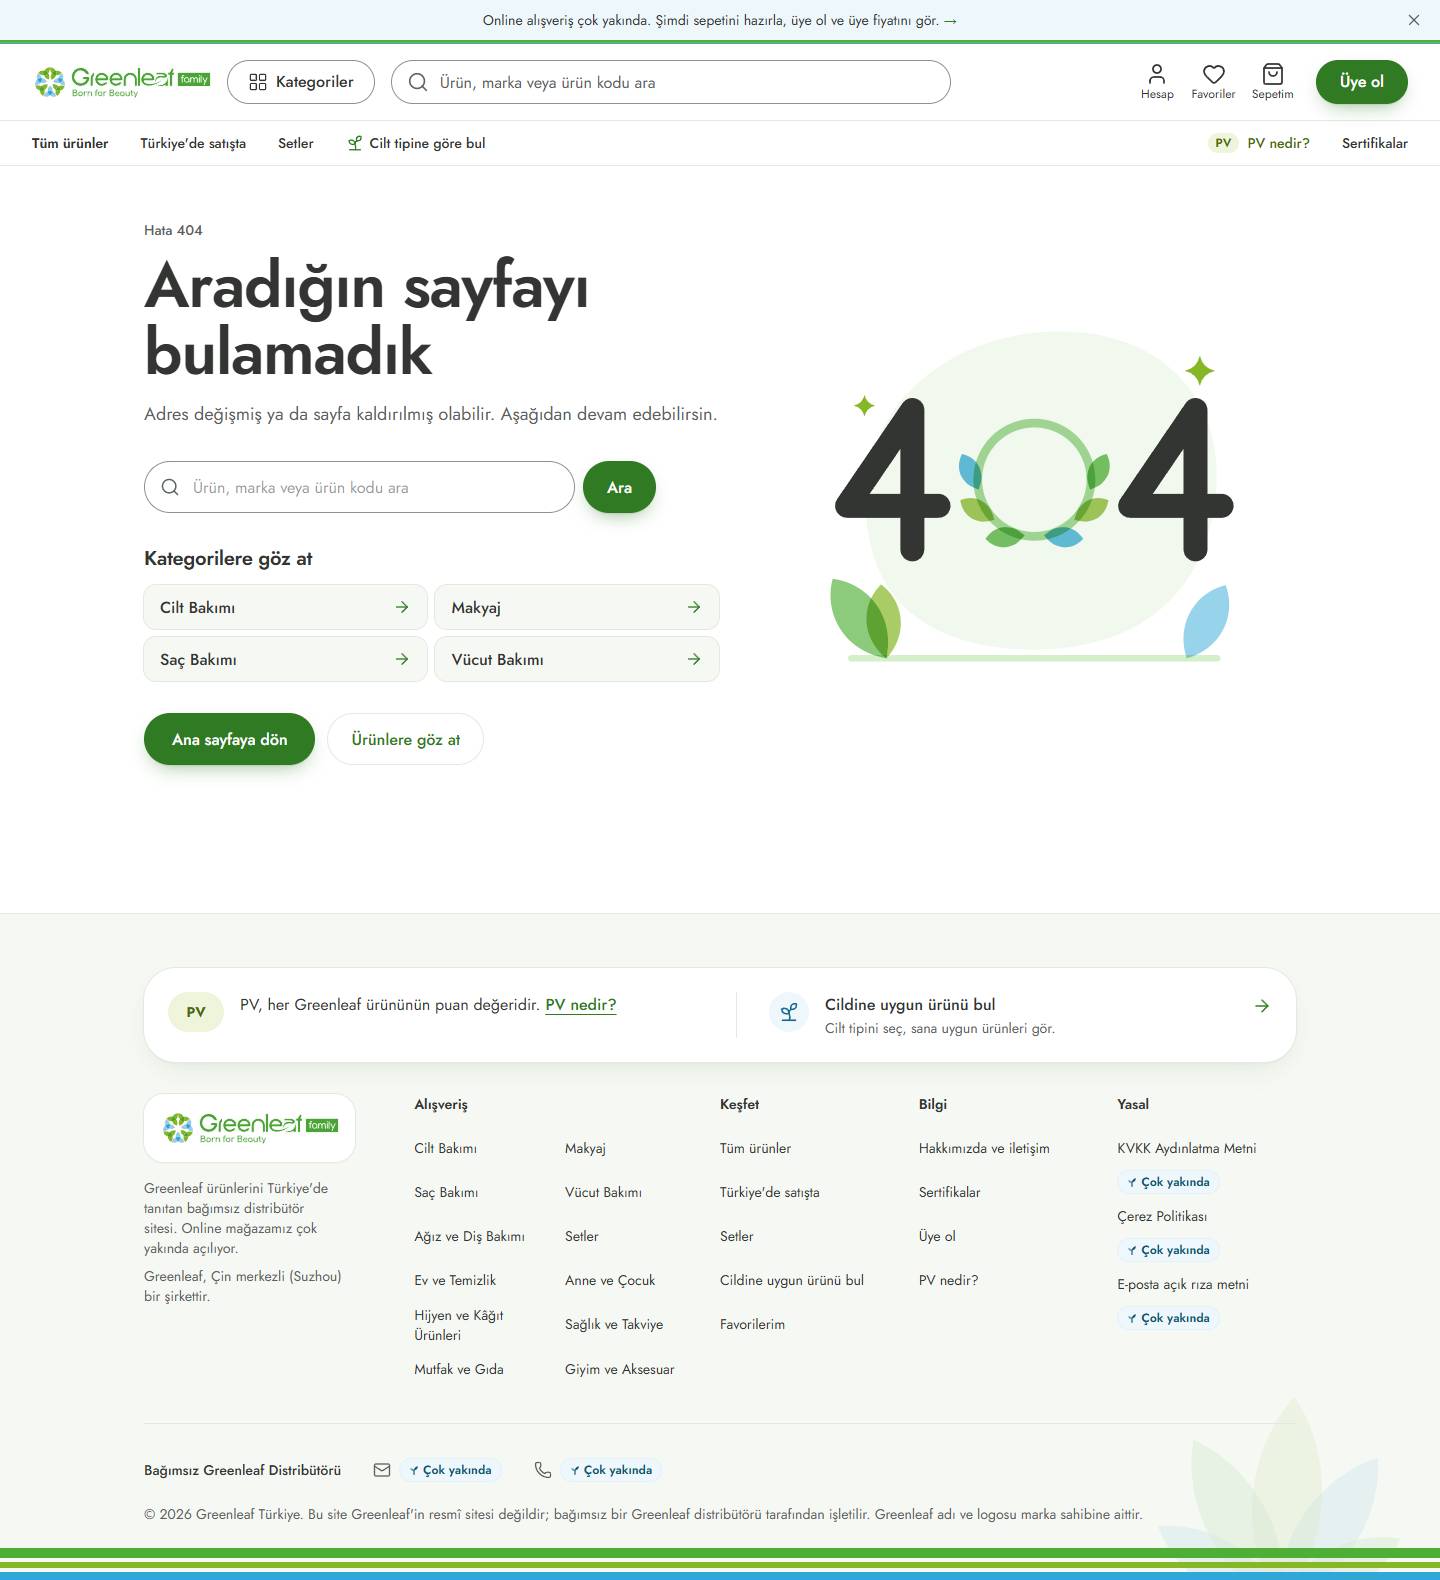 Online alışveriş çok yakında. Şimdi sepetini hazırla, üye ol ve üye fiyatını gör. →
Greenleaf family
Born for Beauty
Kategoriler
Ürün, marka veya ürün kodu ara
Hesap
Favoriler
Sepetim
Üye ol
Tüm ürünler
Türkiye'de satışta
Setler
Cilt tipine göre bul
PV PV nedir?
Sertifikalar
Hata 404
Aradığın sayfayı
bulamadık
Adres değişmiş ya da sayfa kaldırılmış olabilir. Aşağıdan devam edebilirsin.
Ürün, marka veya ürün kodu ara
Ara
Kategorilere göz at
Cilt Bakımı
Makyaj
Saç Bakımı
Vücut Bakımı
Ana sayfaya dön
Ürünlere göz at
404
PV
PV, her Greenleaf ürününün puan değeridir. PV nedir?
Cildine uygun ürünü bul
Cilt tipini seç, sana uygun ürünleri gör.
Greenleaf family
Born for Beauty
Greenleaf ürünlerini Türkiye'de
tanıtan bağımsız distribütör
sitesi. Online mağazamız çok
yakında açılıyor.
Greenleaf, Çin merkezli (Suzhou)
bir şirkettir.
Alışveriş
Cilt Bakımı
Makyaj
Saç Bakımı
Vücut Bakımı
Ağız ve Diş Bakımı
Setler
Ev ve Temizlik
Anne ve Çocuk
Hijyen ve Kâğıt
Ürünleri
Sağlık ve Takviye
Mutfak ve Gıda
Giyim ve Aksesuar
Keşfet
Tüm ürünler
Türkiye'de satışta
Setler
Cildine uygun ürünü bul
Favorilerim
Bilgi
Hakkımızda ve iletişim
Sertifikalar
Üye ol
PV nedir?
Yasal
KVKK Aydınlatma Metni
Çok yakında
Çerez Politikası
Çok yakında
E-posta açık rıza metni
Çok yakında
Bağımsız Greenleaf Distribütörü
Çok yakında
Çok yakında
© 2026 Greenleaf Türkiye. Bu site Greenleaf'in resmî sitesi değildir; bağımsız bir Greenleaf distribütörü tarafından işletilir. Greenleaf adı ve logosu marka sahibine aittir.